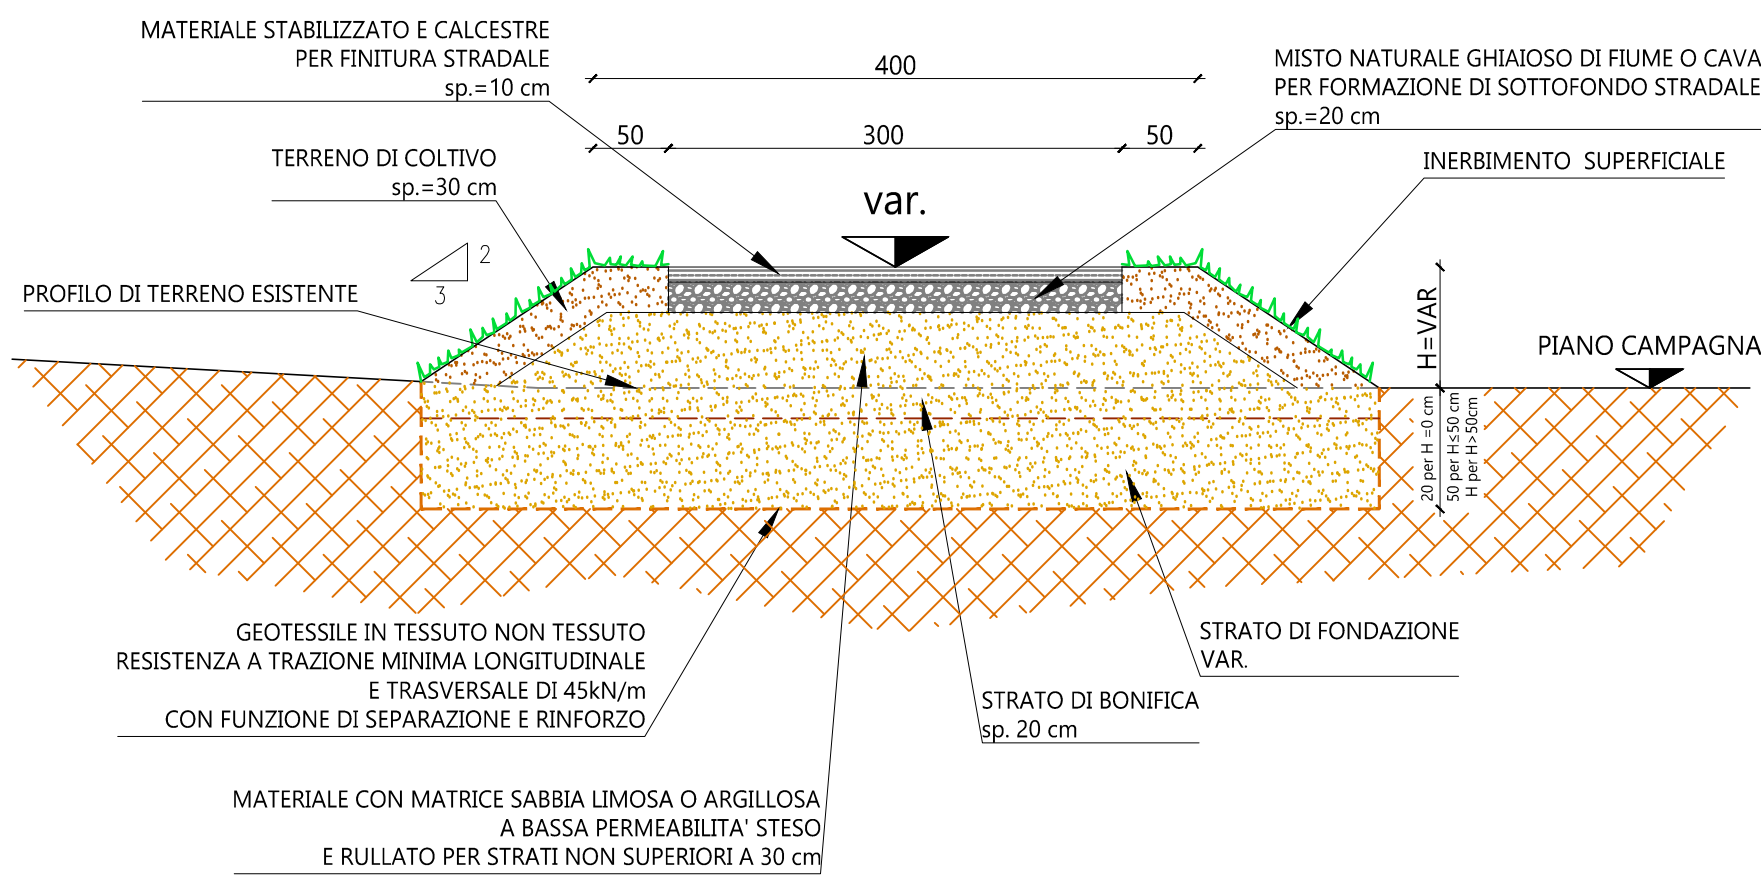 MATERIALE STABILIZZATO E CALCESTRE
PER FINITURA STRADALE
sp.=10 cm
400
MISTO NATURALE GHIAIOSO DI FIUME O CAVA
PER FORMAZIONE DI SOTTOFONDO STRADALE
sp.=20 cm
50
300
50
TERRENO DI COLTIVO
sp.=30 cm
INERBIMENTO  SUPERFICIALE
var.
2
3
PROFILO DI TERRENO ESISTENTE
H=VAR
PIANO CAMPAGNA
20 per H =0 cm
50 per H≤50 cm
H per H>50cm
GEOTESSILE IN TESSUTO NON TESSUTO
RESISTENZA A TRAZIONE MINIMA LONGITUDINALE
E TRASVERSALE DI 45kN/m
CON FUNZIONE DI SEPARAZIONE E RINFORZO
STRATO DI FONDAZIONE
VAR.
STRATO DI BONIFICA
sp. 20 cm
MATERIALE CON MATRICE SABBIA LIMOSA O ARGILLOSA
A BASSA PERMEABILITA' STESO
E RULLATO PER STRATI NON SUPERIORI A 30 cm